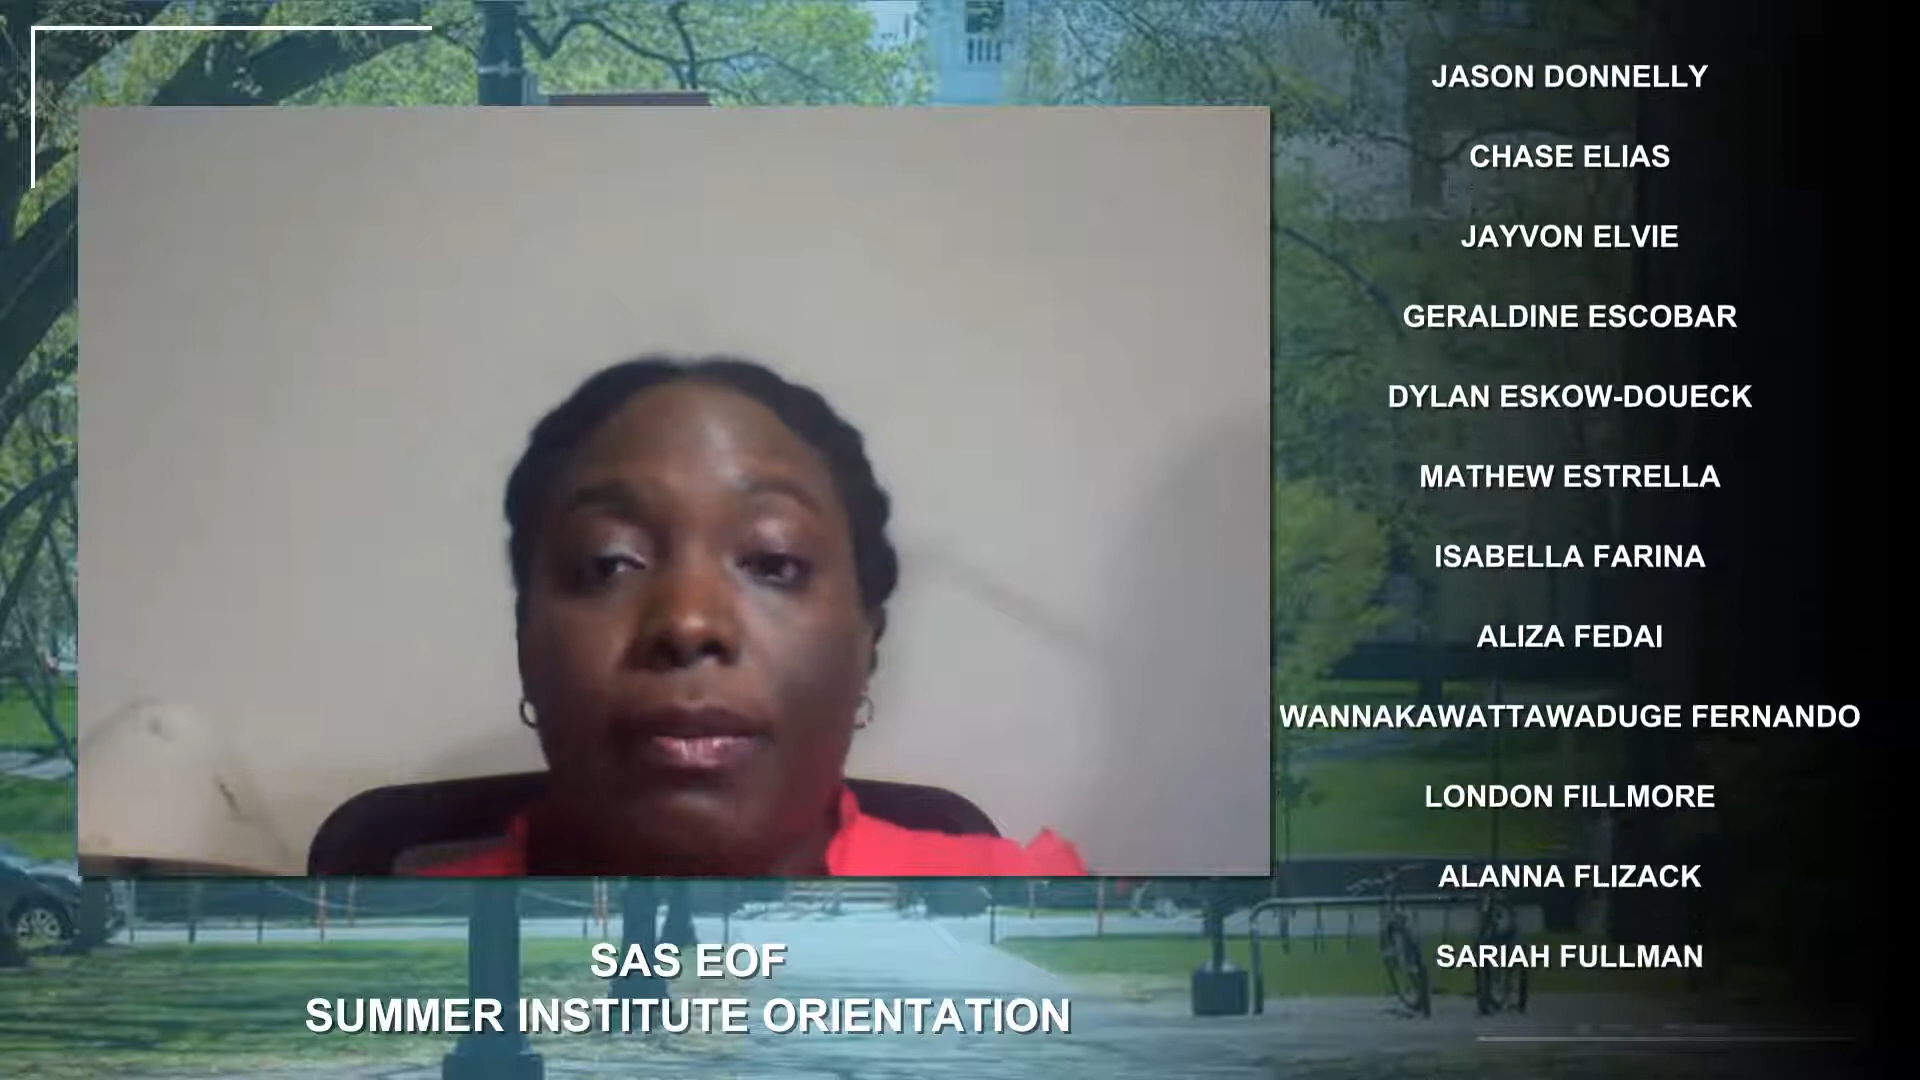 JASON DONNELLY
CHASE ELIAS
JAYVON ELVIE
GERALDINE ESCOBAR
DYLAN ESKOW-DOUECK
MATHEW ESTRELLA
ISABELLA FARINA
ALIZA FEDAI
WANNAKAWATTAWADUGE FERNANDO
LONDON FILLMORE
ALANNA FLIZACK
SARIAH FULLMAN
SAS EOF
SUMMER INSTITUTE ORIENTATION